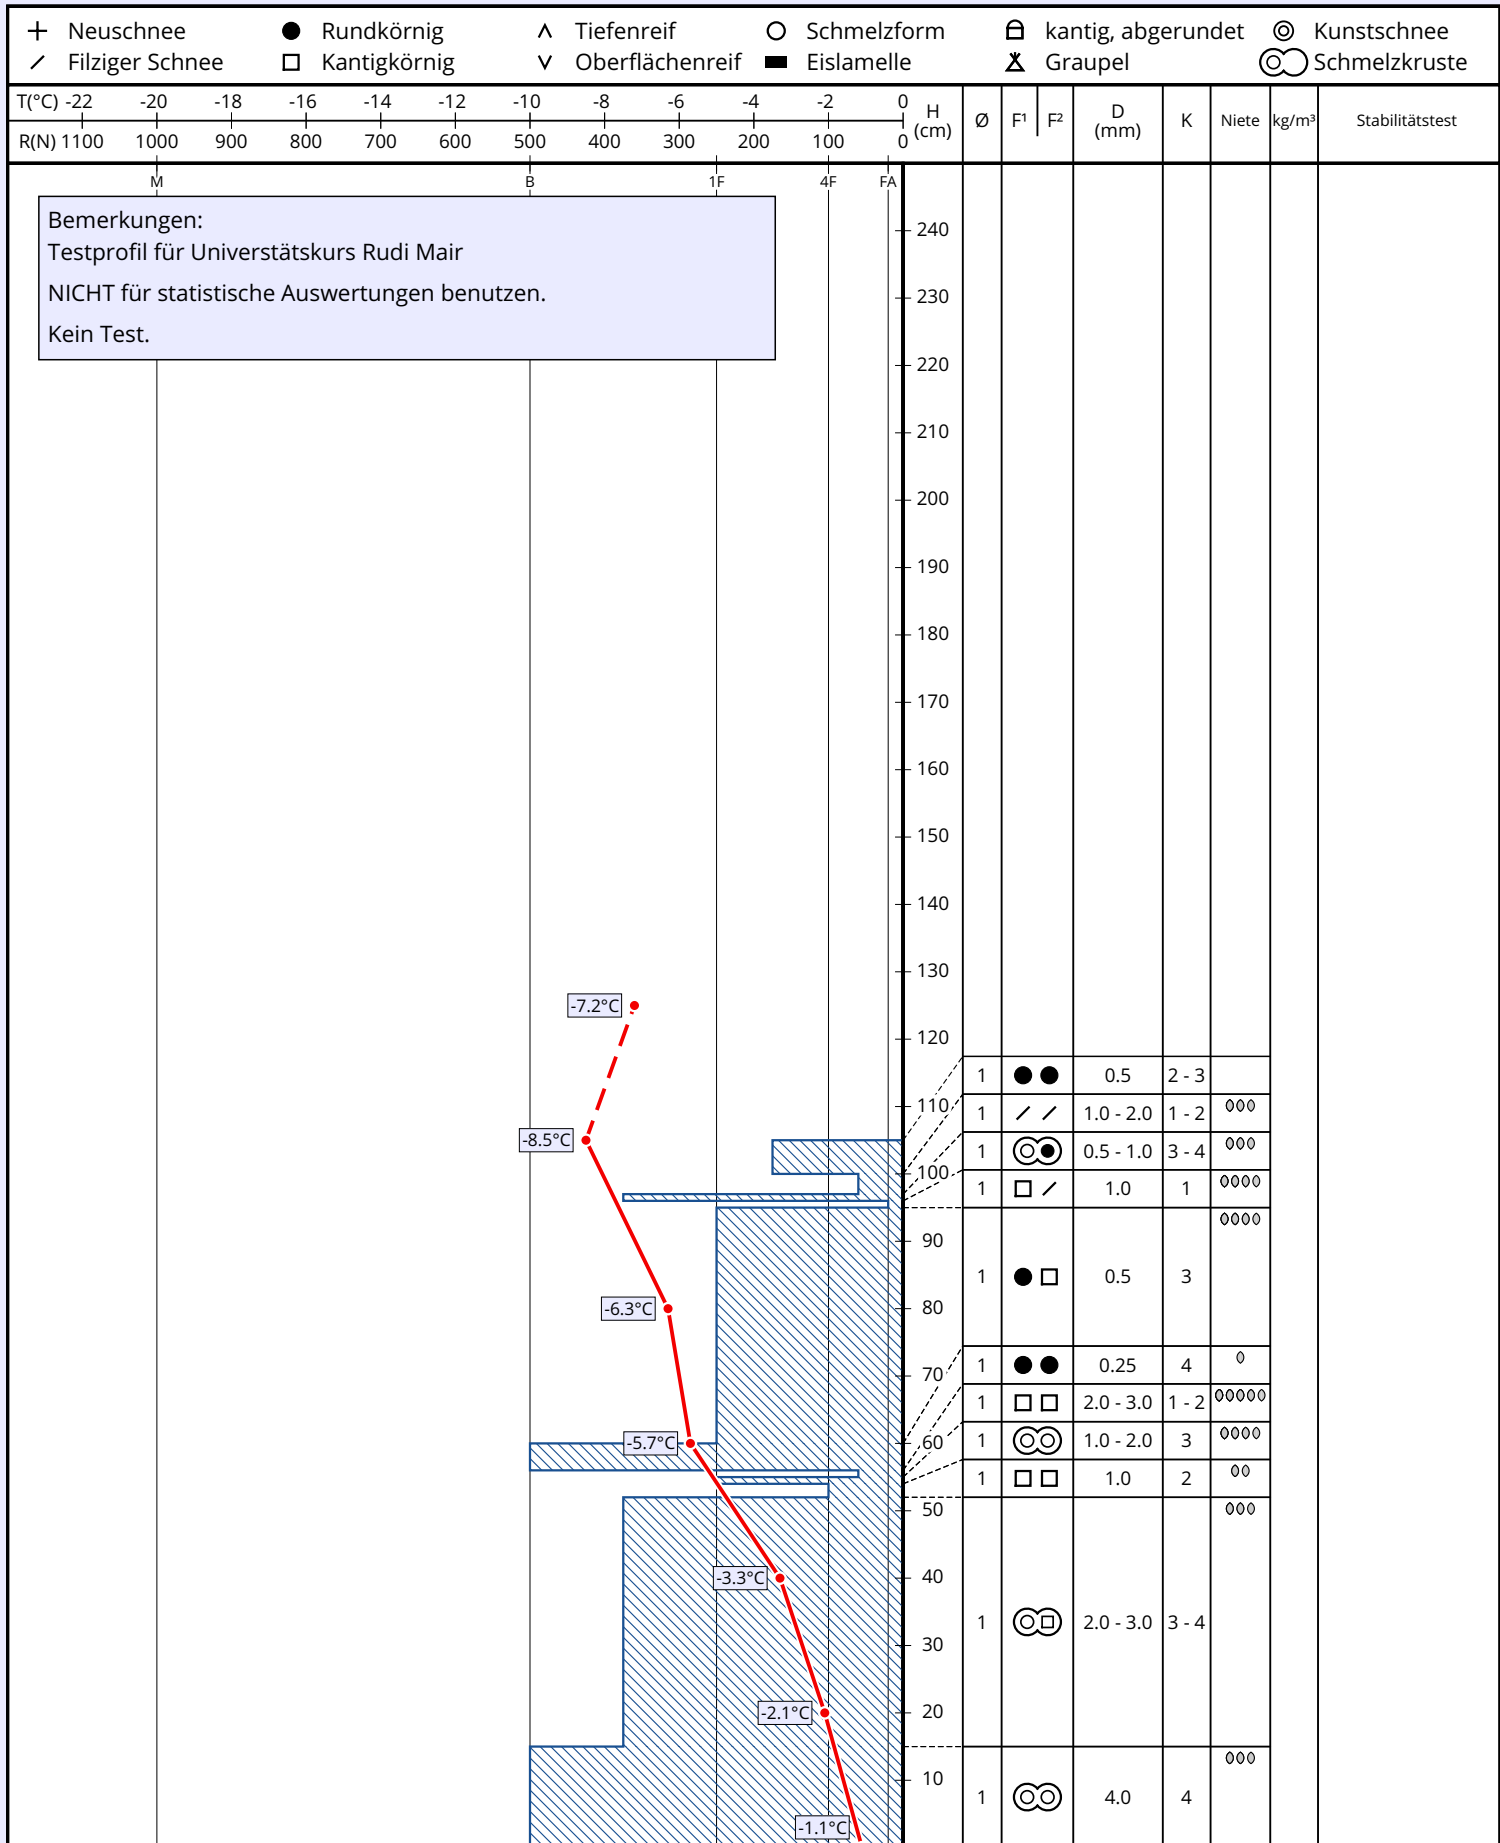 Neuschnee Rundkörnig Tiefenreif Schmelzform kantig, abgerundet Kunstschnee
Filziger Schnee Kantigkörnig Oberflächenreif Eislamelle Graupel Schmelzkruste
T(°C) -22 -20 -18 -16 -14 -12 -10 -8 -6 -4 -2 0
R(N) 1100 1000 900 800 700 600 500 400 300 200 100 0
H (cm) Ø F¹ F² D (mm) K Niete kg/m³ Stabilitätstest
M B 1F 4F FA
Bemerkungen:
Testprofil für Universtätskurs Rudi Mair
NICHT für statistische Auswertungen benutzen.
Kein Test.
240
230
220
210
200
190
180
170
160
150
140
130
-7.2°C
120
1 0.5 2 - 3
110
1 1.0 - 2.0 1 - 2
-8.5°C
1 0.5 - 1.0 3 - 4
100
1 1.0 1
90
1 0.5 3
-6.3°C
80
1 0.25 4
70
1 2.0 - 3.0 1 - 2
-5.7°C
60
1 1.0 - 2.0 3
1 1.0 2
50
-3.3°C
40
1 2.0 - 3.0 3 - 4
30
-2.1°C
20
10
1 4.0 4
-1.1°C